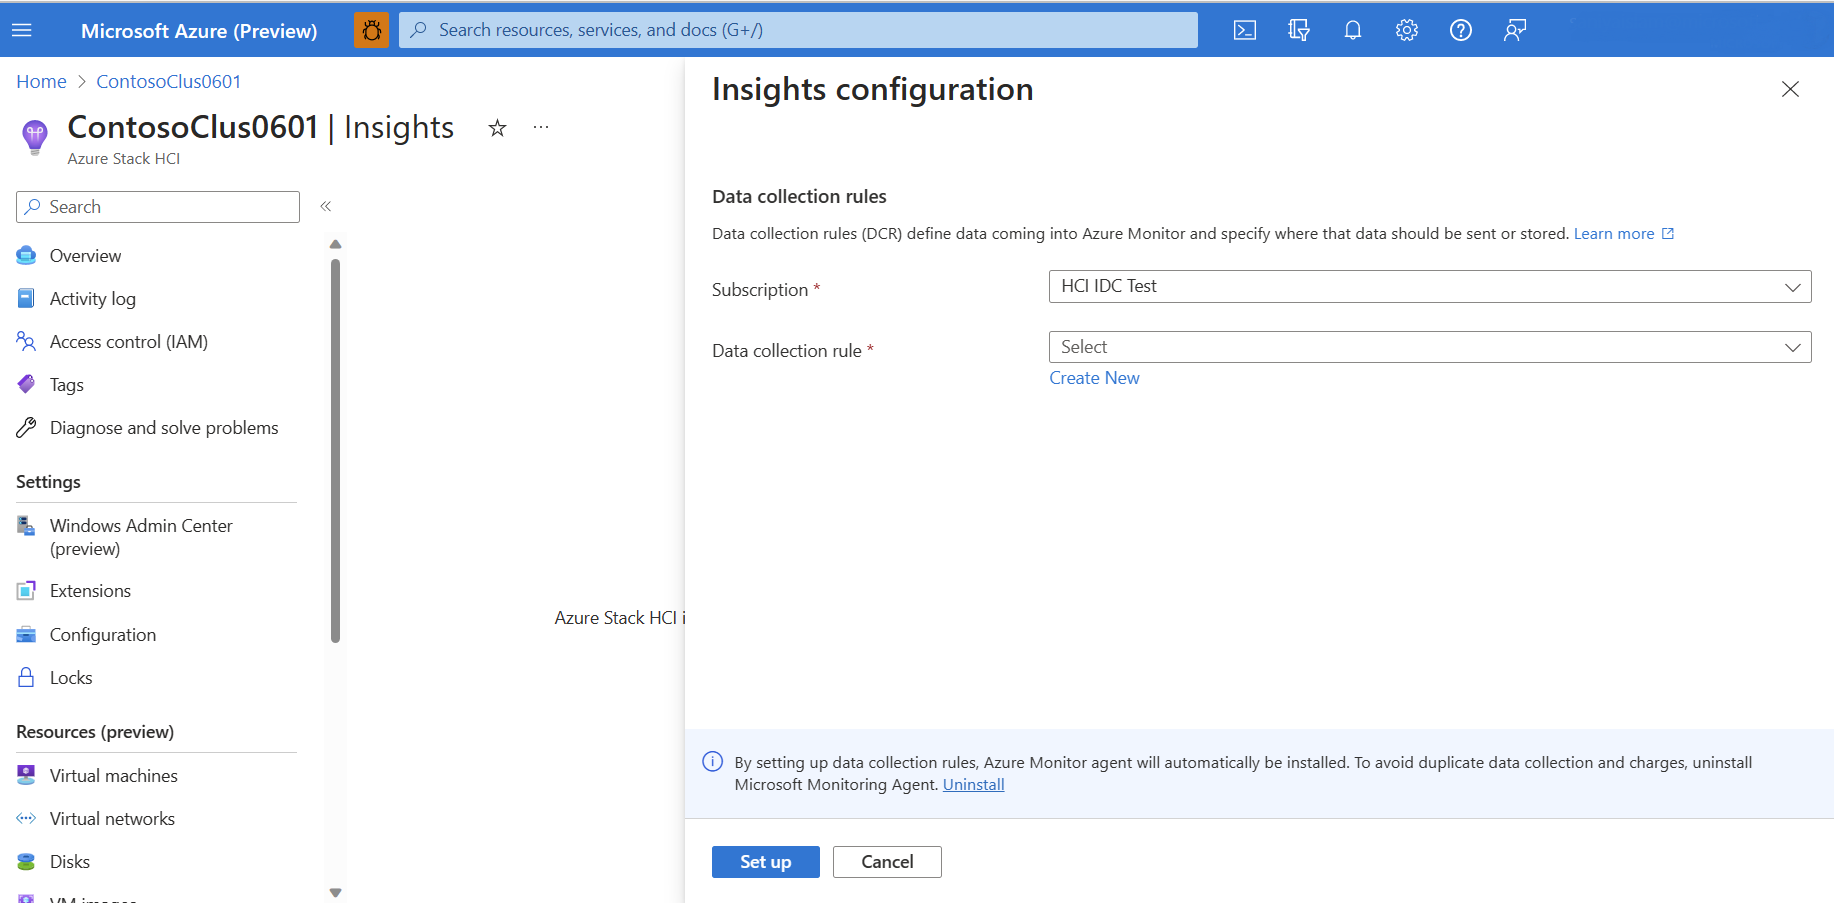 Microsoft Azure (Preview)
Search resources, services, and docs (G+/)
Home > ContosoClus0601
ContosoClus0601 | Insights
Azure Stack HCI
Search
Overview
Activity log
Access control (IAM)
Tags
Diagnose and solve problems
Settings
Windows Admin Center
(preview)
Extensions
Configuration
Locks
Resources (preview)
Virtual machines
Virtual networks
Disks
VM images
Azure Stack HCI i
Insights configuration
Data collection rules
Data collection rules (DCR) define data coming into Azure Monitor and specify where that data should be sent or stored. Learn more
Subscription *
HCI IDC Test
Data collection rule *
Select
Create New
By setting up data collection rules, Azure Monitor agent will automatically be installed. To avoid duplicate data collection and charges, uninstall
Microsoft Monitoring Agent. Uninstall
Set up
Cancel